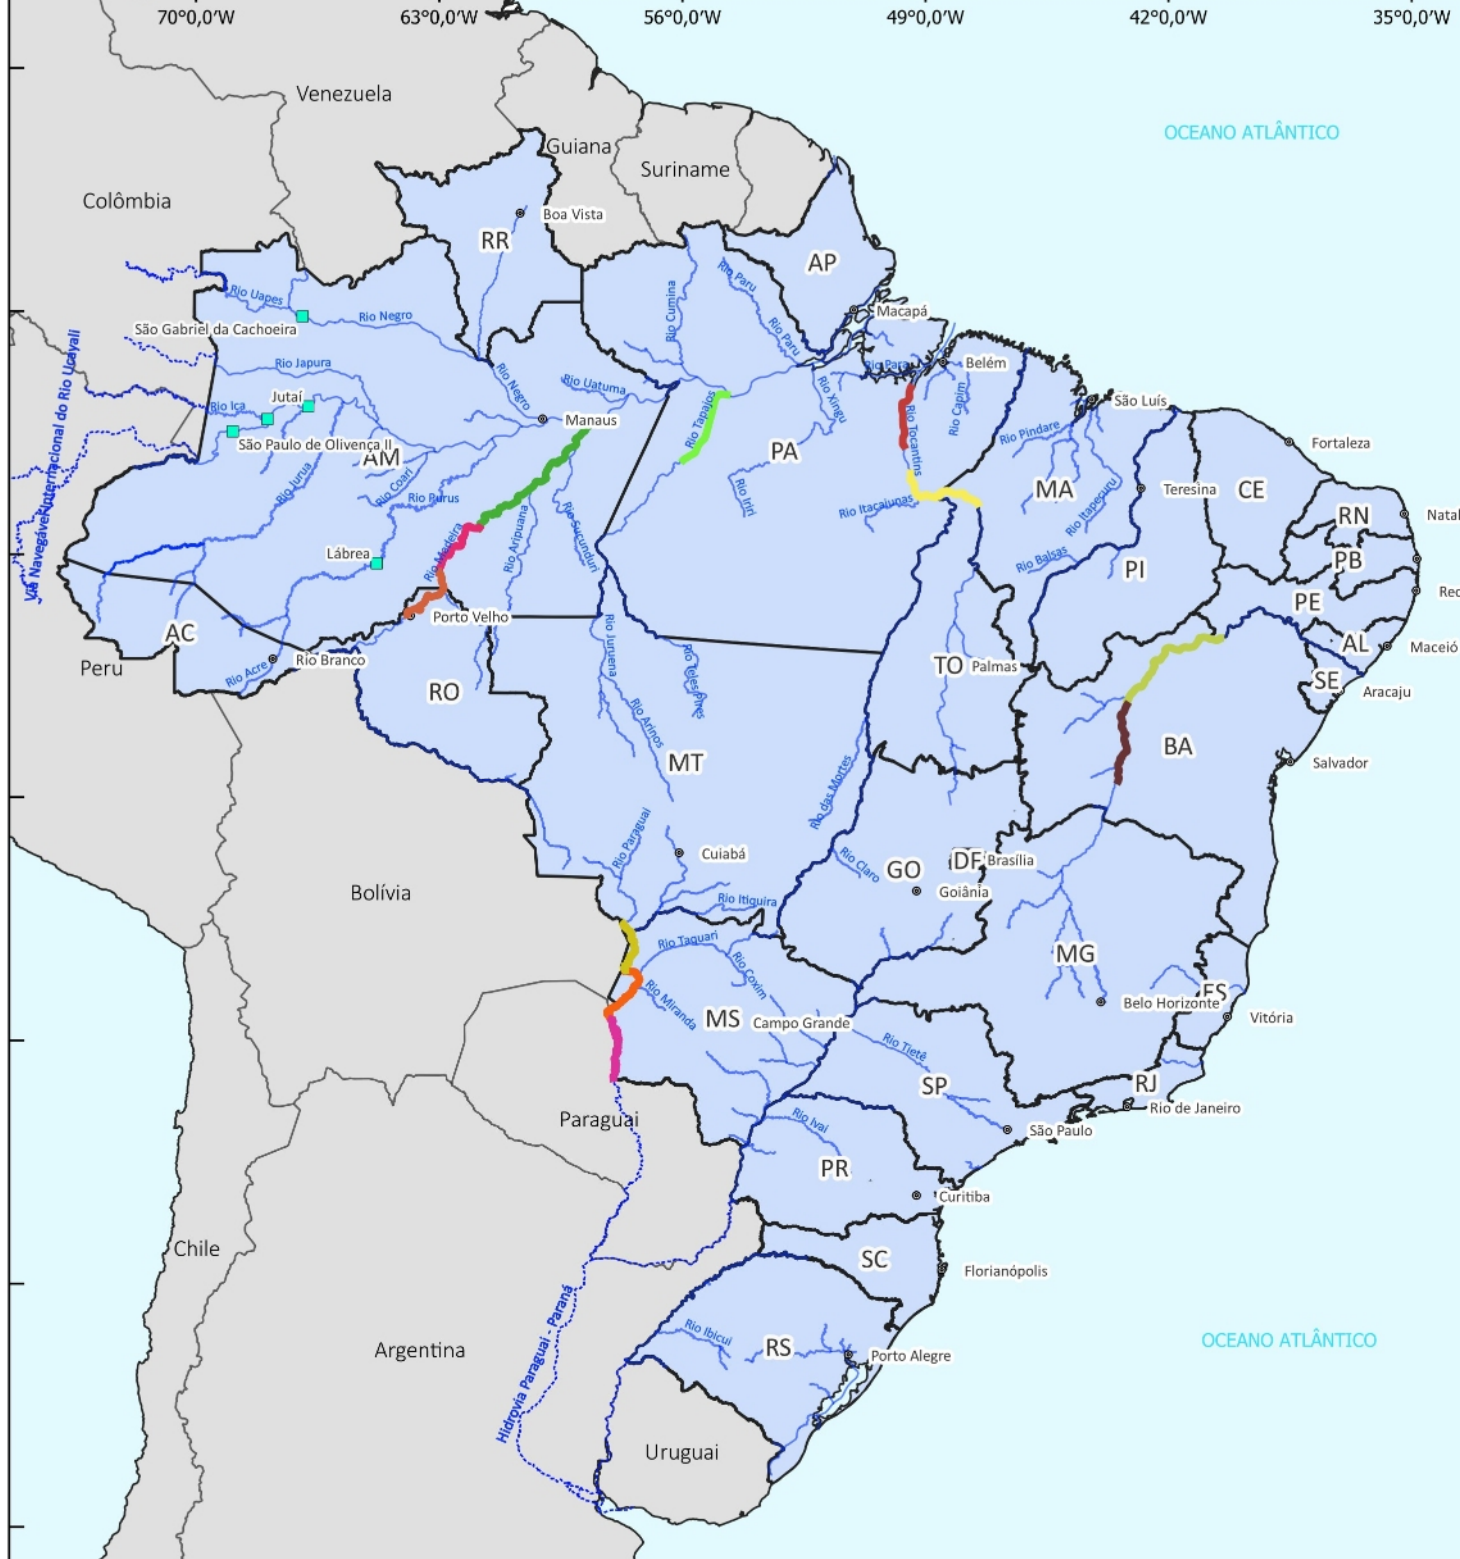 70°0,0'W
63°0,0'W
56°0,0'W
49°0,0'W
42°0,0'W
35°0,0'W
Venezuela
OCEANO ATLÂNTICO
Guiana
Suriname
Colômbia
Boa Vista
RR
AP
Rio Paru
Rio Uapes
Rio Cumina
Macapá
São Gabriel da Cachoeira
Rio Negro
Rio Paru
Rio Japura
Rio Para
Belém
Rio Negro
Rio Uatuma
Rio Xingu
Rio Capim
Jutaí
Rio Iça
São Luís
Manaus
Rio Tapajos
Rio Tocantins
Rio Pindare
Fortaleza
São Paulo de Olivença II
AM
PA
Via Navegável Internacional do Rio Ucayali
Rio Jurua
Rio Coari
Rio Purus
Rio Iriri
Rio Itacaiunas
MA
Rio Itapecuru
Teresina
CE
RN
Natal
Rio Madeira
Rio Aripuana
Rio Sucunduri
Lábrea
Rio Balsas
PI
PB
PE
Rec
Porto Velho
AC
Rio Branco
Rio Acre
Peru
Rio Juruena
Rio Teles Pires
TO
Palmas
AL
Maceió
SE
Aracaju
RO
Rio Arinos
MT
BA
Salvador
Rio das Mortes
Rio Paraguai
Cuiabá
Rio Claro
GO
DF
Brasília
Goiânia
Bolívia
Rio Itiquira
Rio Taquari
Rio Coxim
MG
Rio Miranda
MS
Campo Grande
Belo Horizonte
ES
Vitória
Rio Tietê
SP
RJ
Rio de Janeiro
Paraguai
Rio Ivai
São Paulo
PR
Curitiba
Chile
SC
Florianópolis
Hidrovia Paraguai - Paraná
Rio Ibicui
RS
Porto Alegre
Argentina
OCEANO ATLÂNTICO
Uruguai